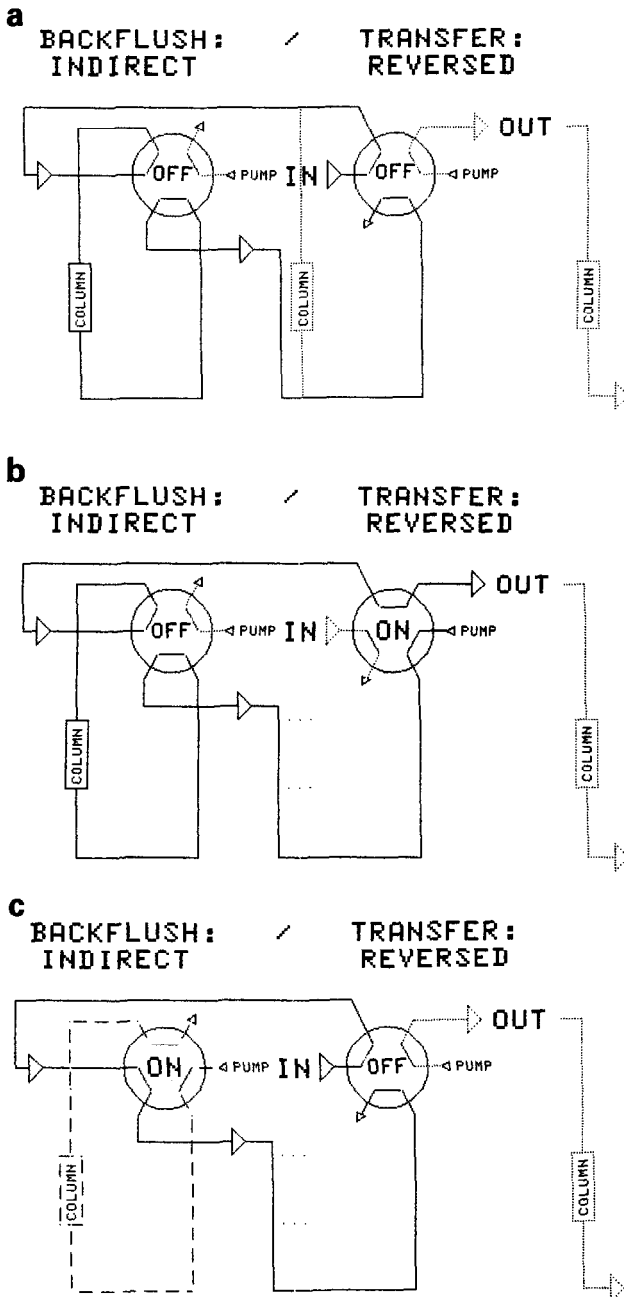 a
BACKFLUSH: / TRANSFER:
INDIRECT REVERSED
OUT
OFF PUMP IN OFF PUMP
COLUMN COLUMN COLUMN
b
BACKFLUSH: / TRANSFER:
INDIRECT REVERSED
OUT
OFF PUMP IN ON PUMP
COLUMN COLUMN
c
BACKFLUSH: / TRANSFER:
INDIRECT REVERSED
OUT
ON PUMP IN OFF PUMP
COLUMN COLUMN